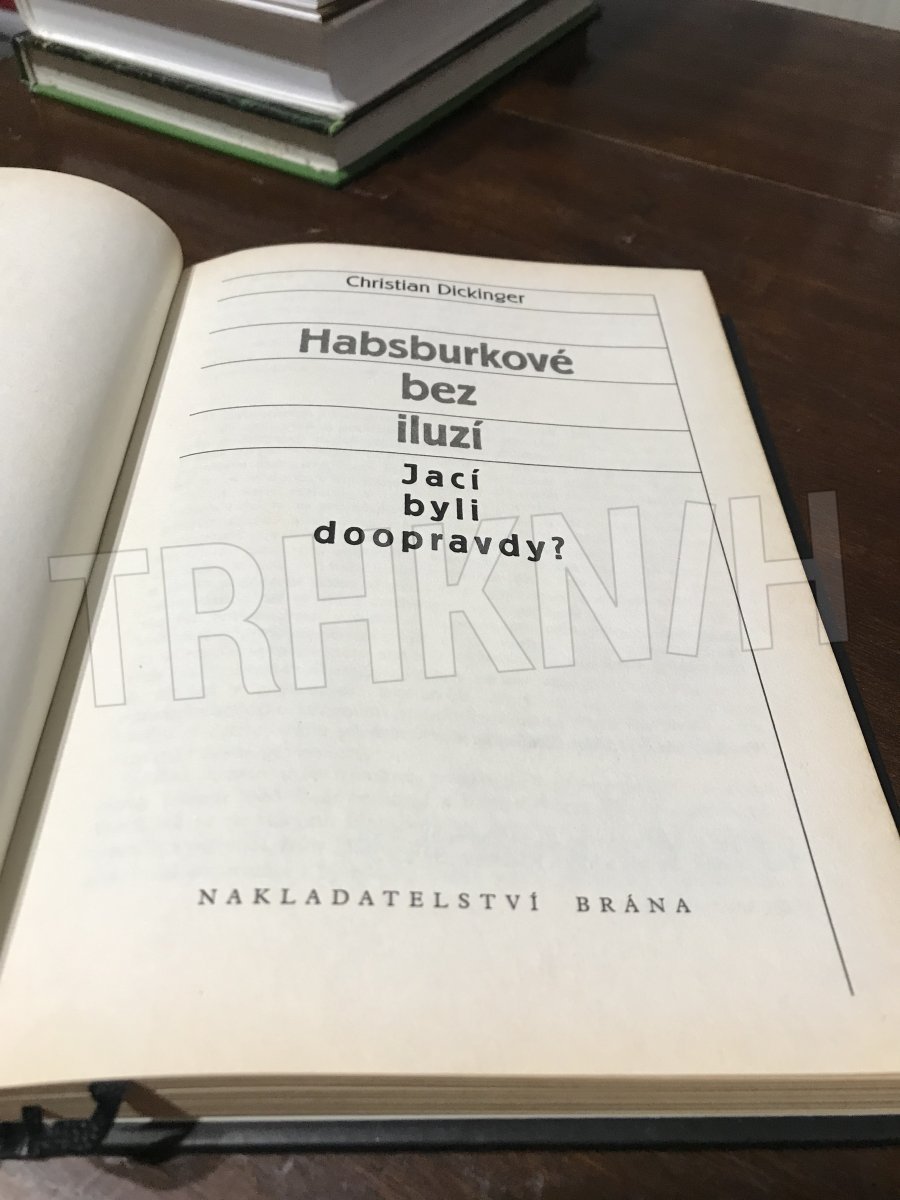 Christian Dickinger
Habsburkové
bez
iluzí
Jací
byli
doopravdy?
TRHKNIH
NAKLADATELSTVÍ BRÁNA